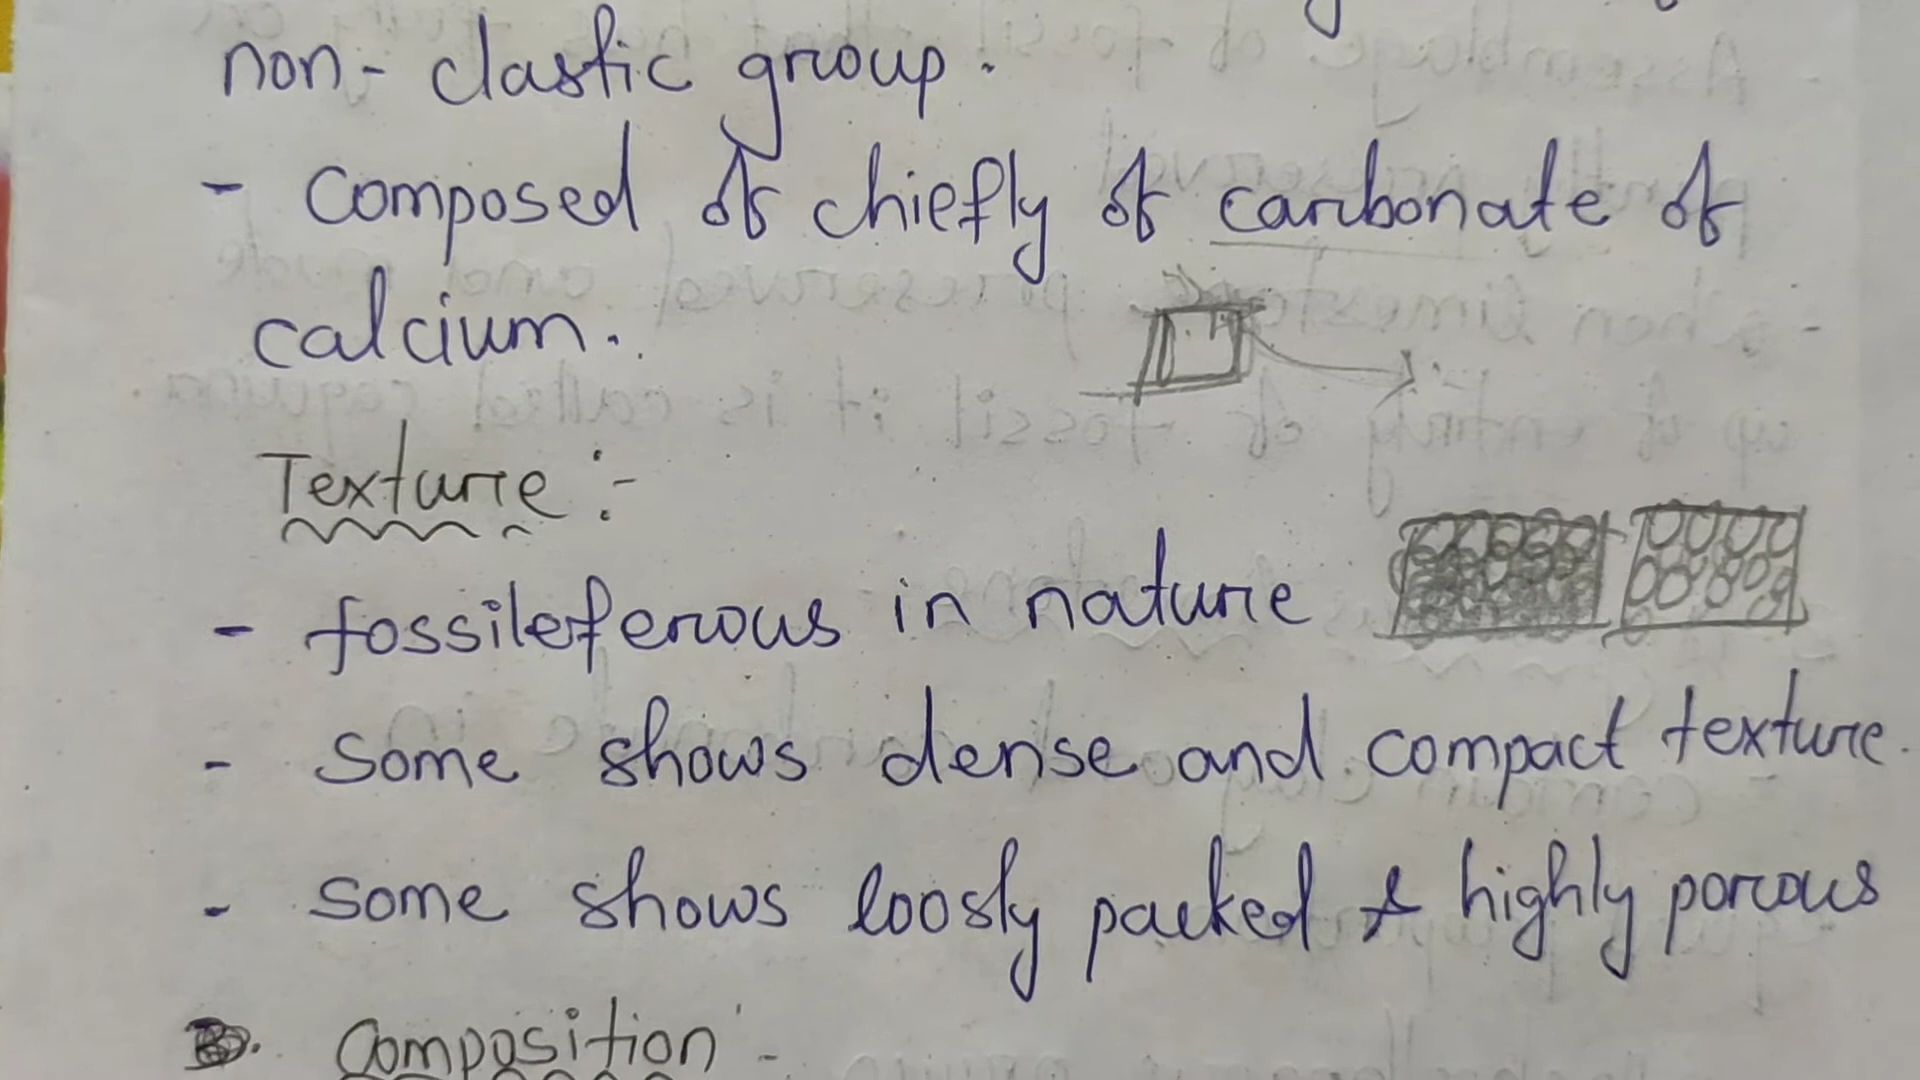 non- clastic group.
- composed of chiefly of carbonate of
calcium.
Texture :-
- fossileferous in nature
- some shows dense and compact texture.
- some shows loosly packed & highly porous
Composition :-